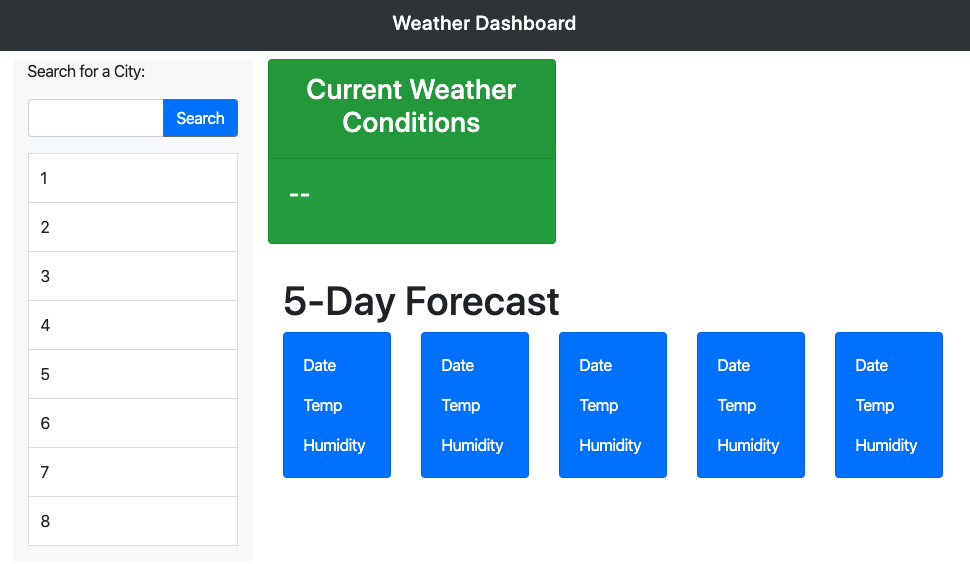 Weather Dashboard
Search for a City:
Search
1
2
3
4
5
6
7
8
Current Weather
Conditions
--
5-Day Forecast
Date
Temp
Humidity
Date
Temp
Humidity
Date
Temp
Humidity
Date
Temp
Humidity
Date
Temp
Humidity